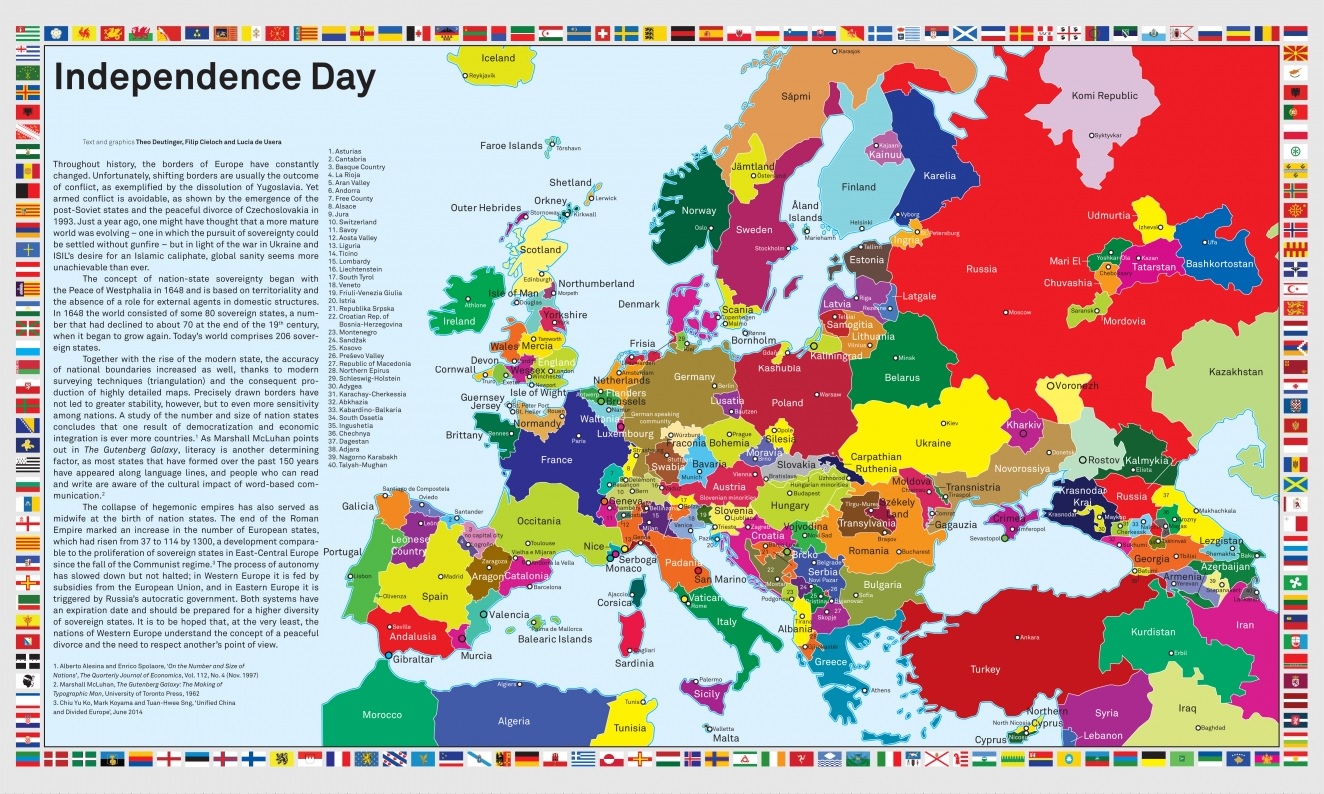 Independence Day
Text and graphics Theo Deutinger, Filip Cieloch and Lucia de Usera
Throughout history, the borders of Europe have constantly
changed. Unfortunately, shifting borders are usually the outcome
of conflict, as exemplified by the dissolution of Yugoslavia. Yet
armed conflict is avoidable, as shown by the emergence of the
post-Soviet states and the peaceful divorce of Czechoslovakia in
1993. Just a year ago, one might have thought that a more mature
world was evolving – one in which the pursuit of sovereignty could
be settled without gunfire – but in light of the war in Ukraine and
ISIL's desire for an Islamic caliphate, global sanity seems more
unachievable than ever.
The concept of nation-state sovereignty began with
the Peace of Westphalia in 1648 and is based on territoriality and
the absence of a role for external agents in domestic structures.
In 1648 the world consisted of some 80 sovereign states, a num-
ber that had declined to about 70 at the end of the 19th century,
when it began to grow again. Today's world comprises 206 sover-
eign states.
Together with the rise of the modern state, the accuracy
of national boundaries increased as well, thanks to modern
surveying techniques (triangulation) and the consequent pro-
duction of highly detailed maps. Precisely drawn borders have
not led to greater stability, however, but to even more sensitivity
among nations. A study of the number and size of nation states
concludes that one result of democratization and economic
integration is ever more countries.¹ As Marshall McLuhan points
out in The Gutenberg Galaxy, literacy is another determining
factor, as most states that have formed over the past 150 years
have appeared along language lines, and people who can read
and write are aware of the cultural impact of word-based com-
munication.²
The collapse of hegemonic empires has also served as
midwife at the birth of nation states. The end of the Roman
Empire marked an increase in the number of European states,
which had risen from 37 to 114 by 1300, a development compara-
ble to the proliferation of sovereign states in East-Central Europe
since the fall of the Communist regime.³ The process of autonomy
has slowed down but not halted; in Western Europe it is fed by
subsidies from the European Union, and in Eastern Europe it is
triggered by Russia's autocratic government. Both systems have
an expiration date and should be prepared for a higher diversity
of sovereign states. It is to be hoped that, at the very least, the
nations of Western Europe understand the concept of a peaceful
divorce and the need to respect another's point of view.
1. Alberto Alesina and Enrico Spolaore, 'On the Number and Size of
Nations', The Quarterly Journal of Economics, Vol. 112, No. 4 (Nov. 1997)
2. Marshall McLuhan, The Gutenberg Galaxy: The Making of
Typographic Man, University of Toronto Press, 1962
3. Chiu Yu Ko, Mark Koyama and Tuan-Hwee Sng, 'Unified China
and Divided Europe', June 2014
1. Asturias
2. Cantabria
3. Basque Country
4. La Rioja
5. Aran Valley
6. Andorra
7. Free County
8. Alsace
9. Jura
10. Switzerland
11. Savoy
12. Aosta Valley
13. Liguria
14. Ticino
15. Lombardy
16. Liechtenstein
17. South Tyrol
18. Veneto
19. Friuli-Venezia Giulia
20. Istria
21. Republika Srpska
22. Croatian Rep. of
Bosnia-Herzegovina
23. Montenegro
24. Sandžak
25. Kosovo
26. Preševo Valley
27. Republic of Macedonia
28. Northern Epirus
29. Schleswig-Holstein
30. Adygea
31. Karachay-Cherkessia
32. Abkhazia
33. Kabardino-Balkaria
34. South Ossetia
35. Ingushetia
36. Chechnya
37. Dagestan
38. Adjara
39. Nagorno Karabakh
40. Talysh-Mughan
Iceland
Reykjavik
Faroe Islands
Tórshavn
Shetland
Lerwick
Orkney
Kirkwall
Outer Hebrides
Stornoway
Scotland
Edinburgh
Northumberland
Morpeth
Isle of Man
Douglas
Yorkshire
York
Ireland
Athlone
Wales
Mercia
Tamworth
England
London
Wessex
Winchester
Devon
Exeter
Cornwall
Truro
Isle of Wight
Newport
Guernsey
St. Peter Port
Jersey
St. Helier
Normandy
Rouen
Brittany
Rennes
France
Paris
Occitania
Toulouse
Karasjok
Sápmi
Jämtland
Norway
Oslo
Sweden
Stockholm
Åland
Islands
Mariehamn
Finland
Helsinki
Kajaani
Kainuu
Karelia
Vyborg
Ingria
Petersburg
Estonia
Tallinn
Latvia
Riga
Latgale
Samogitia
Telšiai
Lithuania
Vilnius
Kaliningrad
Denmark
Copenhagen
Scania
Malmö
Rønne
Bornholm
Frisia
Netherlands
Amsterdam
Flanders
Antwerp
Brussels
Wallonia
Namur
Luxembourg
German speaking
community
Germany
Berlin
Lusatia
Bautzen
Kashubia
Poland
Warsaw
Belarus
Minsk
Ukraine
Kiev
Russia
Moscow
Komi Republic
Syktyvkar
Udmurtia
Izhevsk
Mari El
Yoshkar-Ola
Kazan
Tatarstan
Ufa
Bashkortostan
Chuvashia
Cheboksary
Saransk
Mordovia
Kazakhstan
Voronezh
Kharkiv
Donetsk
Novorossiya
Rostov
Kalmykia
Elista
Krasnodar
Kraj
Krasnodar
Russia
Maykop
Makhachkala
Grozny
Sukhumi
Georgia
Tbilisi
Batumi
Armenia
Yerevan
Lezgistan
Azerbaijan
Baku
Iran
Kurdistan
Erbil
Iraq
Baghdad
Syria
Lebanon
Turkey
Ankara
Northern
Cyprus
North Nicosia
Cyprus
Nicosia
Crimea
Simferopol
Sevastopol
Würzburg
Franconia
Stuttgart
Swabia
Bavaria
Munich
Prague
Bohemia
Opole
Silesia
Moravia
Brno
Slovakia
Bratislava
Vienna
Austria
Slovenian minorities
Slovenia
Ljubljana
Hungarian minorities
Hungary
Budapest
Carpathian
Ruthenia
Uzhhorod
Moldova
Transnistria
Tiraspol
Gagauzia
Comrat
Székely
Land
Tîrgu-Mureș
Transylvania
Brașov
Romania
Bucharest
Bulgaria
Sofia
Vojvodina
Novi Sad
Croatia
Zagreb
Brčko
Belgrade
Serbia
Novi Pazar
Mostar
Podgorica
Pristina
Bujanovac
Skopje
Albania
Tirana
Greece
Athens
Strasbourg
Delémont
Besançon
Bern
Geneva
Milan
Trieste
Nice
Serboga
Monaco
Padania
San Marino
Vatican
Rome
Italy
Ajaccio
Corsica
Cagliari
Sardinia
Palermo
Sicily
Valletta
Malta
Santiago de Compostela
Oviedo
Santander
Galicia
León
Leonese
Country
no capital city
Logroño
Zaragoza
Aragon
Vielha e Mijaran
Andorra la Vella
Catalonia
Barcelona
Portugal
Lisbon
Olivenza
Madrid
Spain
Valencia
Palma de Mallorca
Balearic Islands
Sevilla
Andalusia
Murcia
Gibraltar
Morocco
Algiers
Algeria
Tunis
Tunisia